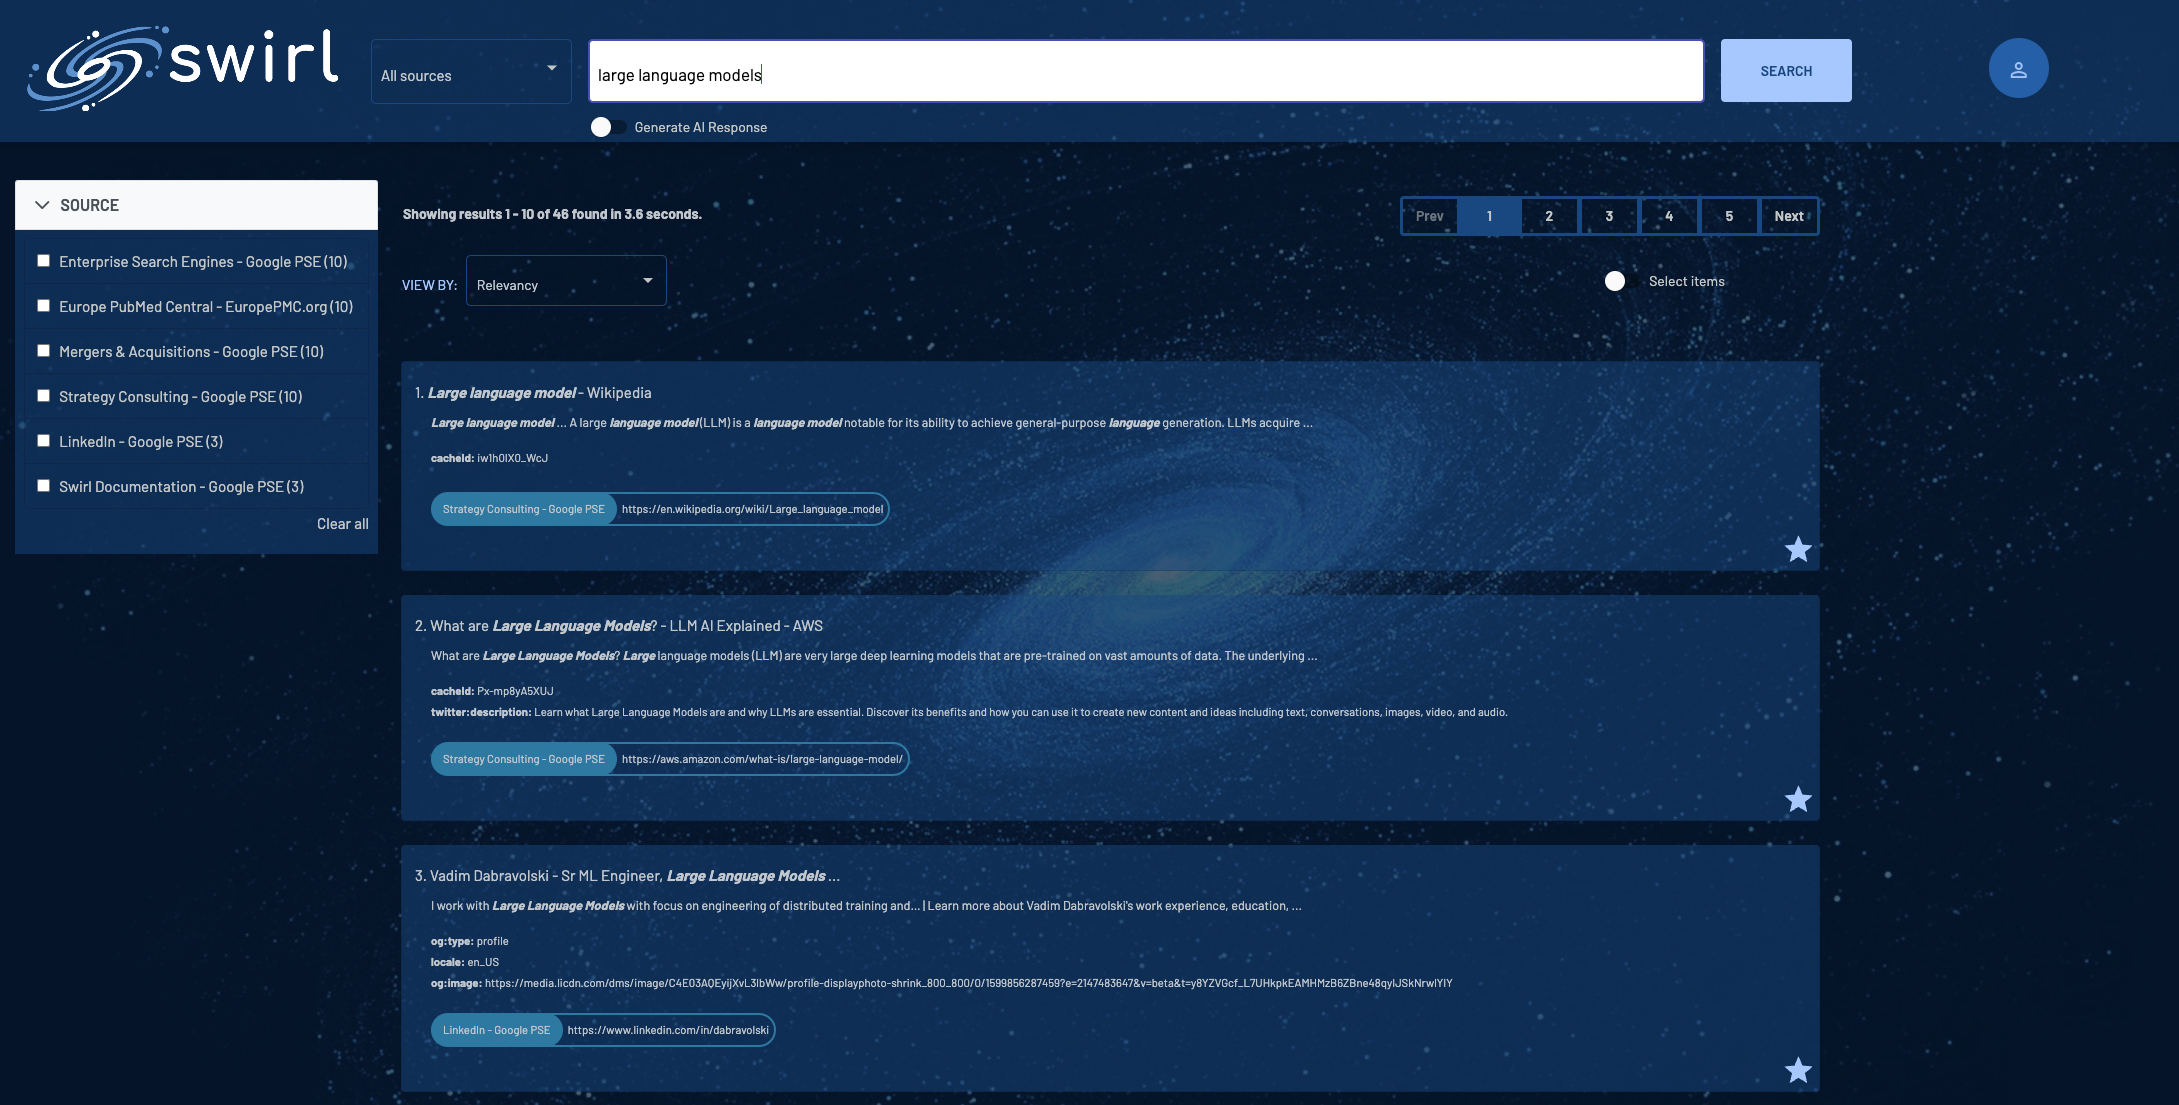 swirl
All sources
large language models
SEARCH
Generate AI Response
SOURCE
Enterprise Search Engines - Google PSE (10)
Europe PubMed Central - EuropePMC.org (10)
Mergers & Acquisitions - Google PSE (10)
Strategy Consulting - Google PSE (10)
LinkedIn - Google PSE (3)
Swirl Documentation - Google PSE (3)
Clear all
Showing results 1 - 10 of 46 found in 3.6 seconds.
Prev 1 2 3 4 5 Next
VIEW BY: Relevancy
Select items
1. Large language model - Wikipedia
Large language model ... A large language model (LLM) is a language model notable for its ability to achieve general-purpose language generation. LLMs acquire ...
cacheId: iw1h0IX0_WcJ
Strategy Consulting - Google PSE https://en.wikipedia.org/wiki/Large_language_model
2. What are Large Language Models? - LLM AI Explained - AWS
What are Large Language Models? Large language models (LLM) are very large deep learning models that are pre-trained on vast amounts of data. The underlying ...
cacheId: Px-mp8yA5XUJ
twitter:description: Learn what Large Language Models are and why LLMs are essential. Discover its benefits and how you can use it to create new content and ideas including text, conversations, images, video, and audio.
Strategy Consulting - Google PSE https://aws.amazon.com/what-is/large-language-model/
3. Vadim Dabravolski - Sr ML Engineer, Large Language Models ...
I work with Large Language Models with focus on engineering of distributed training and... | Learn more about Vadim Dabravolski's work experience, education, ...
og:type: profile
locale: en_US
og:image: https://media.licdn.com/dms/image/C4E03AQEyijXvL3IbWw/profile-displayphoto-shrink_800_800/0/1599856287459?e=2147483647&v=beta&t=y8YZVGcf_L7UHkpkEAMHMzB6ZBne48qyIJSkNrwIYIY
LinkedIn - Google PSE https://www.linkedin.com/in/dabravolski